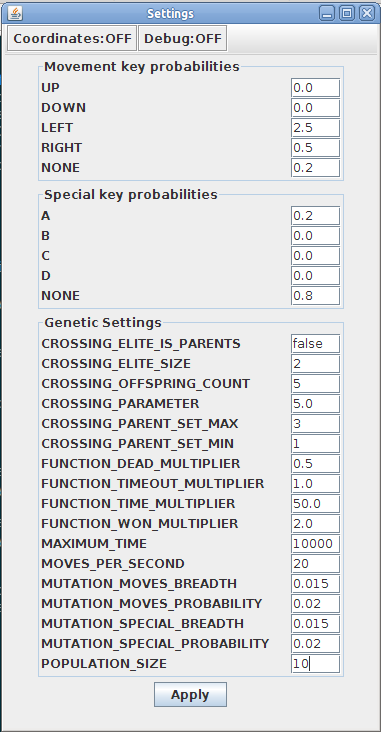 Settings
Coordinates:OFF Debug:OFF
Movement key probabilities
UP 0.0
DOWN 0.0
LEFT 2.5
RIGHT 0.5
NONE 0.2
Special key probabilities
A 0.2
B 0.0
C 0.0
D 0.0
NONE 0.8
Genetic Settings
CROSSING_ELITE_IS_PARENTS false
CROSSING_ELITE_SIZE 2
CROSSING_OFFSPRING_COUNT 5
CROSSING_PARAMETER 5.0
CROSSING_PARENT_SET_MAX 3
CROSSING_PARENT_SET_MIN 1
FUNCTION_DEAD_MULTIPLIER 0.5
FUNCTION_TIMEOUT_MULTIPLIER 1.0
FUNCTION_TIME_MULTIPLIER 50.0
FUNCTION_WON_MULTIPLIER 2.0
MAXIMUM_TIME 10000
MOVES_PER_SECOND 20
MUTATION_MOVES_BREADTH 0.015
MUTATION_MOVES_PROBABILITY 0.02
MUTATION_SPECIAL_BREADTH 0.015
MUTATION_SPECIAL_PROBABILITY 0.02
POPULATION_SIZE 10
Apply